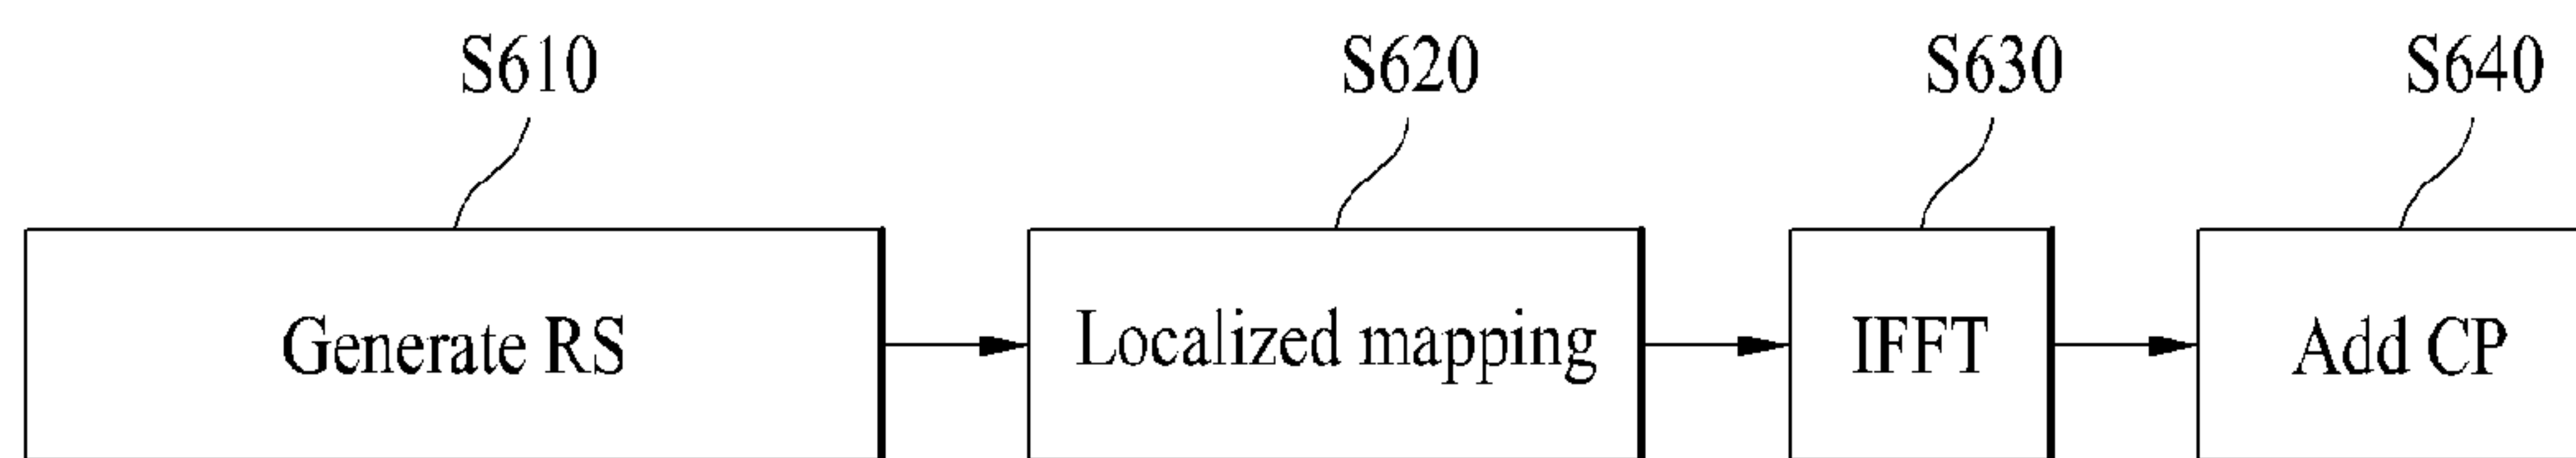 S610 S620 S630 S640
Generate RS Localized mapping IFFT Add CP